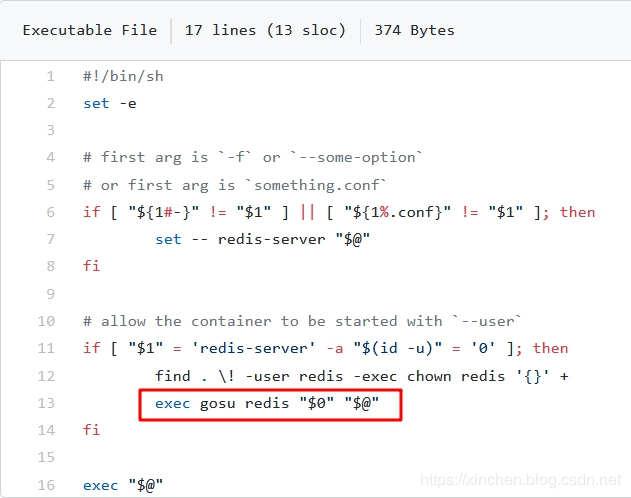 Executable File 17 lines (13 sloc) 374 Bytes
1 #!/bin/sh
2 set -e
3
4 # first arg is `-f` or `--some-option`
5 # or first arg is `something.conf`
6 if [ "${1#-}" != "$1" ] || [ "${1%.conf}" != "$1" ]; then
7 set -- redis-server "$@"
8 fi
9
10 # allow the container to be started with `--user`
11 if [ "$1" = 'redis-server' -a "$(id -u)" = '0' ]; then
12 find . \! -user redis -exec chown redis '{}' +
13 exec gosu redis "$0" "$@"
14 fi
15
16 exec "$@"
https://xinchen.blog.csdn.net